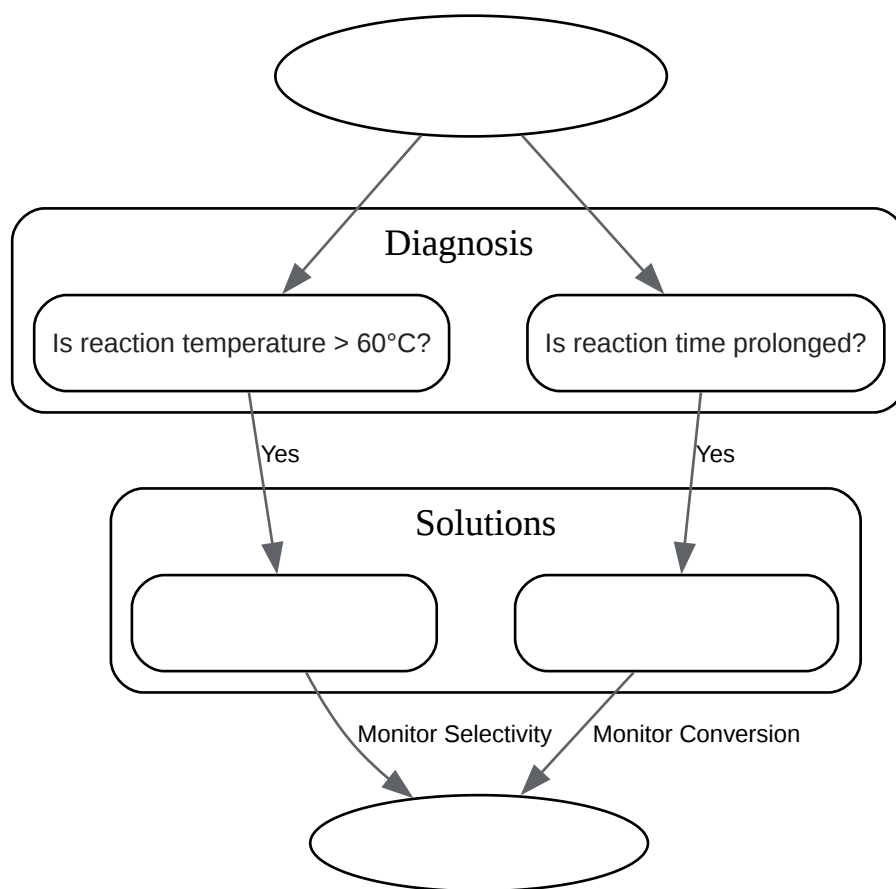 Diagnosis
Is reaction temperature > 60°C?
Is reaction time prolonged?
Yes
Yes
Solutions
Monitor Selectivity
Monitor Conversion